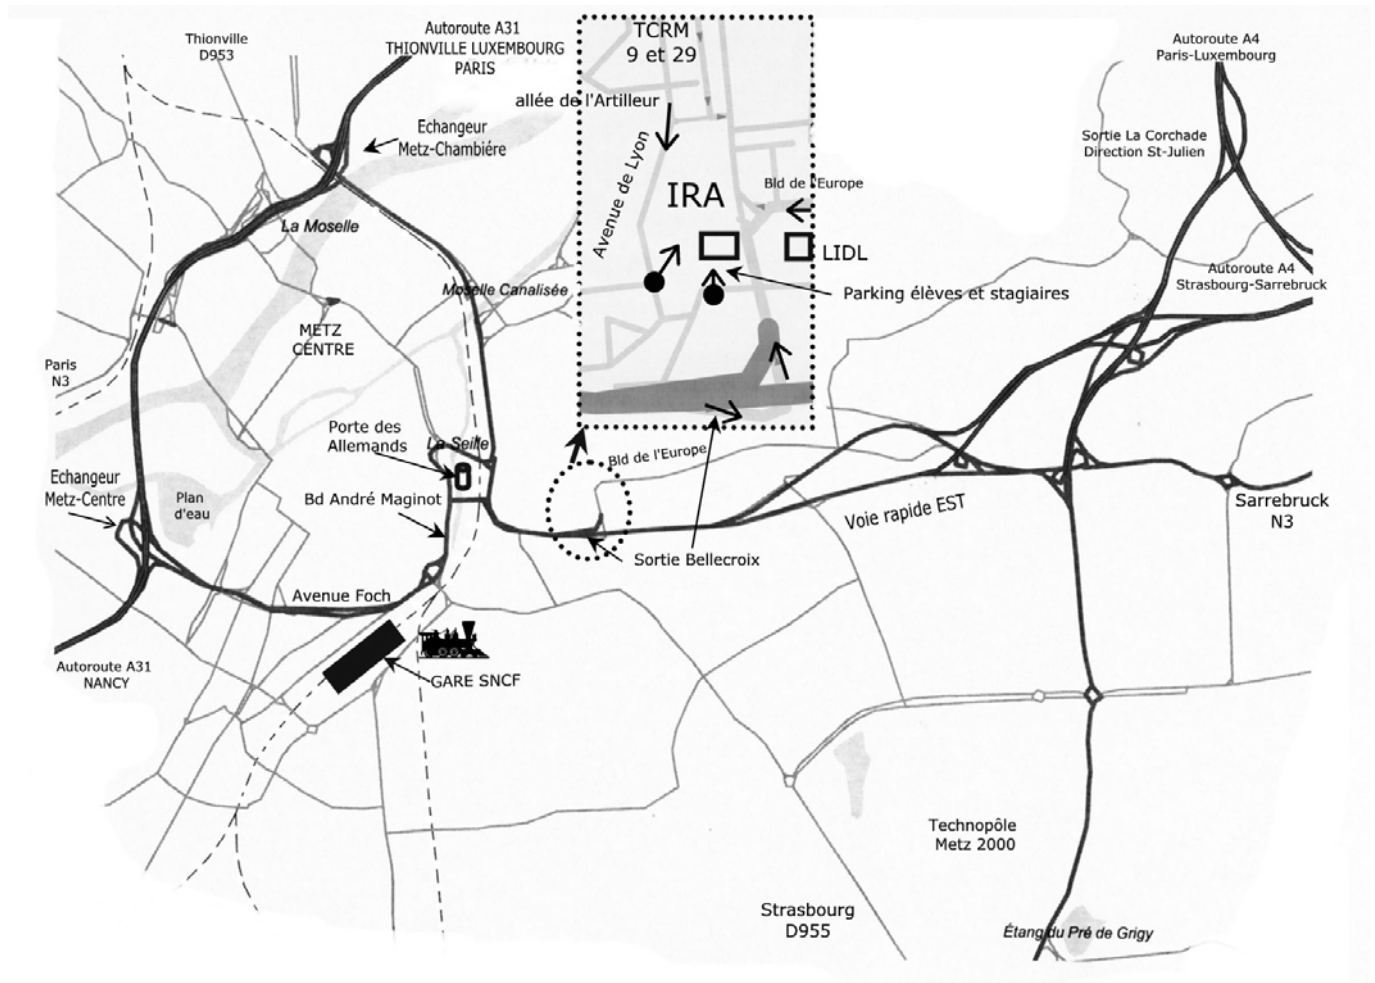 Autoroute A31
THIONVILLE LUXEMBOURG
PARIS
Thionville
D953
TCRM
9 et 29
Autoroute A4
Paris-Luxembourg
allée de l'Artilleur
Echangeur
Metz-Chambiére
Sortie La Corchade
Direction St-Julien
Avenue de Lyon
IRA
Bld de l'Europe
La Moselle
LIDL
Moselle Canalisée
Autoroute A4
Strasbourg-Sarrebruck
Parking élèves et stagiaires
METZ
CENTRE
Paris
N3
Porte des
Allemands
La Seille
Bld de l'Europe
Echangeur
Metz-Centre
Plan
d'eau
Bd André Maginot
Voie rapide EST
Sarrebruck
N3
Sortie Bellecroix
Avenue Foch
Autoroute A31
NANCY
GARE SNCF
Technopôle
Metz 2000
Strasbourg
D955
Étang du Pré de Grigy